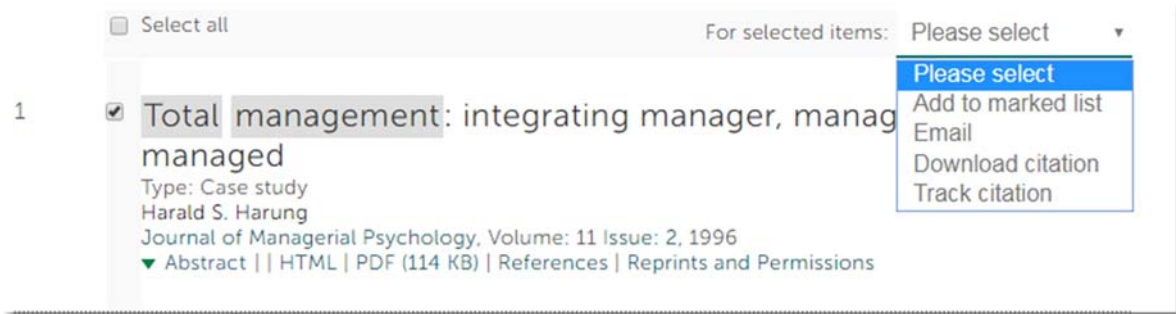 Select all
For selected items: Please select
Please select
Add to marked list
Email
Download citation
Track citation
1
Total management: integrating manager, manag
managed
Type: Case study
Harald S. Harung
Journal of Managerial Psychology, Volume: 11 Issue: 2, 1996
▼ Abstract | | HTML | PDF (114 KB) | References | Reprints and Permissions